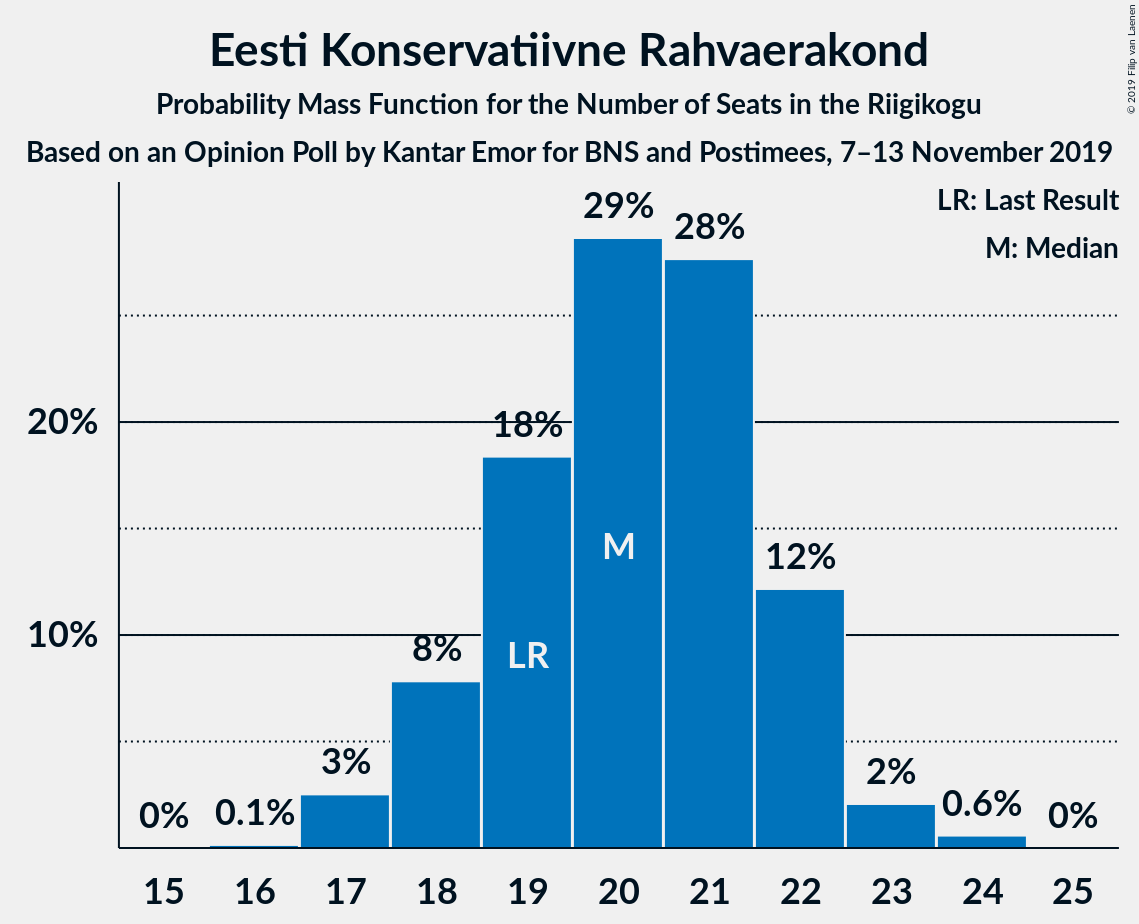 Eesti Konservatiivne Rahvaerakond
Probability Mass Function for the Number of Seats in the Riigikogu
Based on an Opinion Poll by Kantar Emor for BNS and Postimees, 7–13 November 2019
© 2019 Filip van Laenen
LR: Last Result
M: Median
29%
28%
20%
18%
12%
10%
8%
3%
2%
0%
0.1%
0.6%
0%
M
LR
15 16 17 18 19 20 21 22 23 24 25